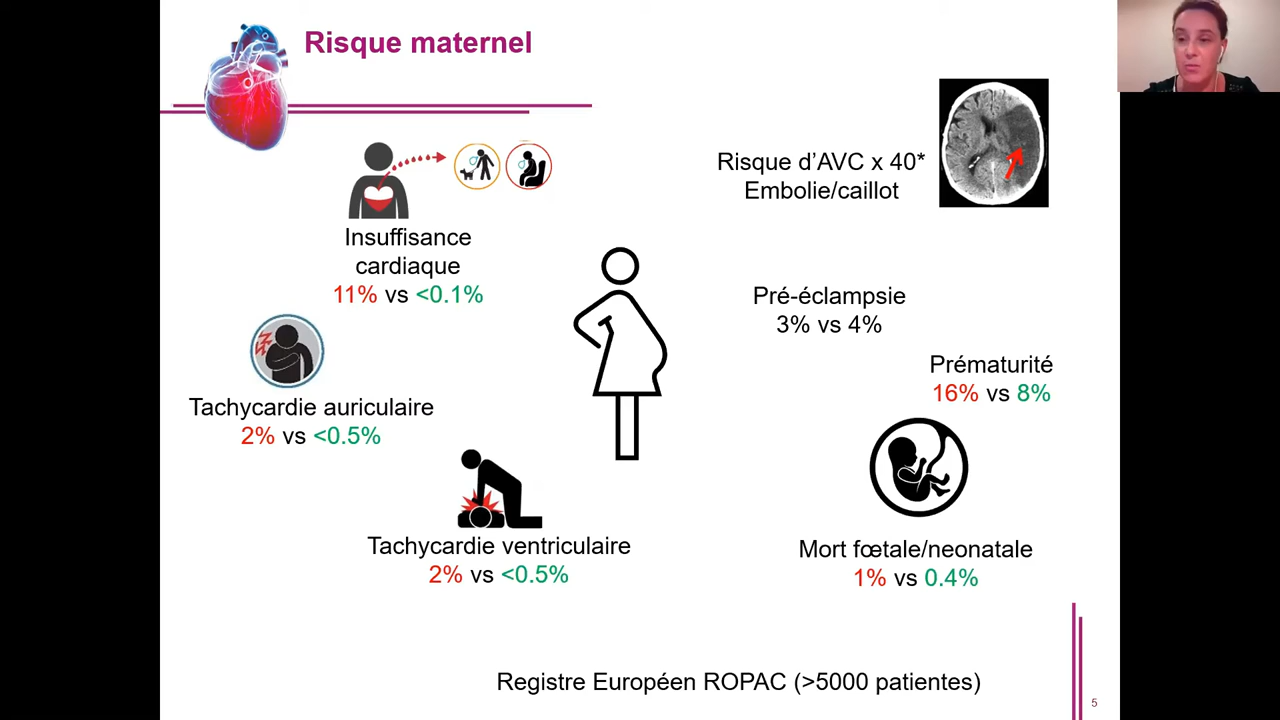 Risque maternel
Risque d’AVC x 40*
Embolie/caillot
Insuffisance
cardiaque
11% vs <0.1%
Pré-éclampsie
3% vs 4%
Prématurité
16% vs 8%
Tachycardie auriculaire
2% vs <0.5%
Tachycardie ventriculaire
2% vs <0.5%
Mort fœtale/neonatale
1% vs 0.4%
Registre Européen ROPAC (>5000 patientes)
5